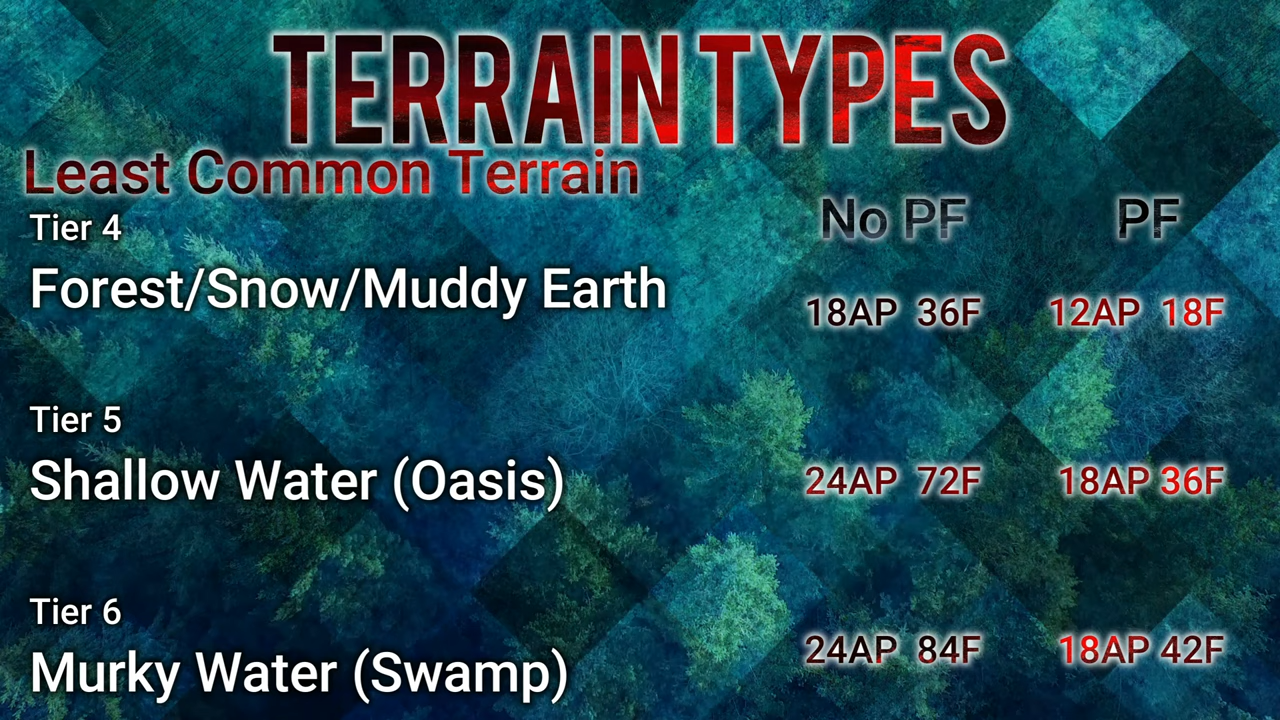 TERRAIN TYPES
Least Common Terrain
No PF PF
Tier 4
Forest/Snow/Muddy Earth
18AP 36F 12AP 18F
Tier 5
Shallow Water (Oasis)
24AP 72F 18AP 36F
Tier 6
Murky Water (Swamp)
24AP 84F 18AP 42F